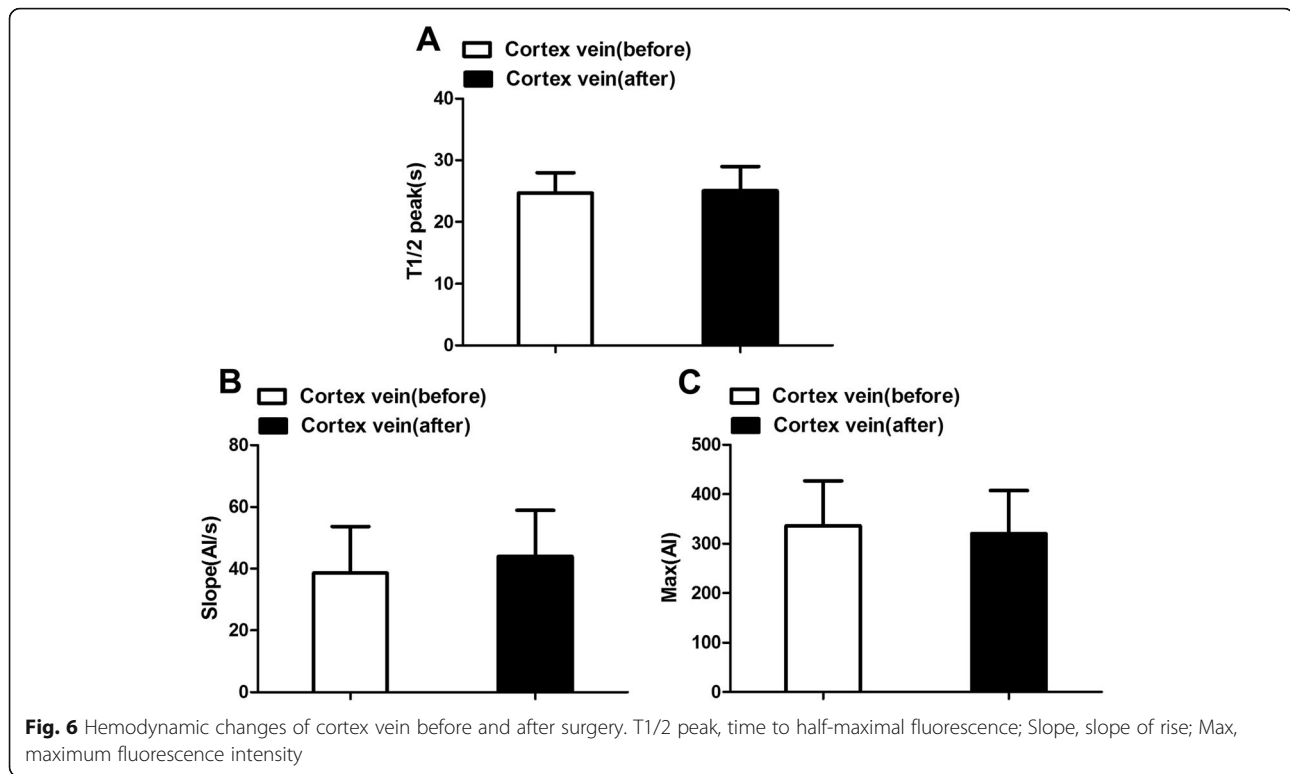 A
Cortex vein(before)
Cortex vein(after)
40
30
20
10
0
T1/2 peak(s)
B
Cortex vein(before)
Cortex vein(after)
80
60
40
20
0
Slope(AI/s)
C
Cortex vein(before)
Cortex vein(after)
500
400
300
200
100
0
Max(AI)
Fig. 6 Hemodynamic changes of cortex vein before and after surgery. T1/2 peak, time to half-maximal fluorescence; Slope, slope of rise; Max,
maximum fluorescence intensity